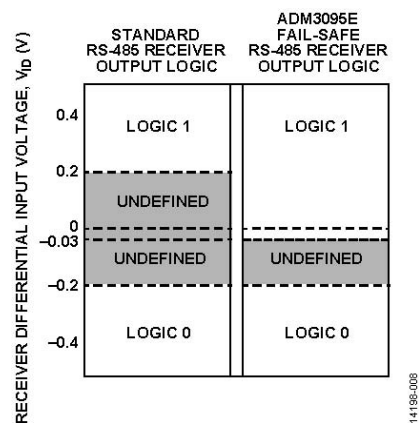 STANDARD
RS-485 RECEIVER
OUTPUT LOGIC
ADM3095E
FAIL-SAFE
RS-485 RECEIVER
OUTPUT LOGIC
RECEIVER DIFFERENTIAL INPUT VOLTAGE, VID (V)
0.4
0.2
0
–0.03
–0.2
–0.4
LOGIC 1
UNDEFINED
UNDEFINED
LOGIC 0
LOGIC 1
UNDEFINED
LOGIC 0
14198-008